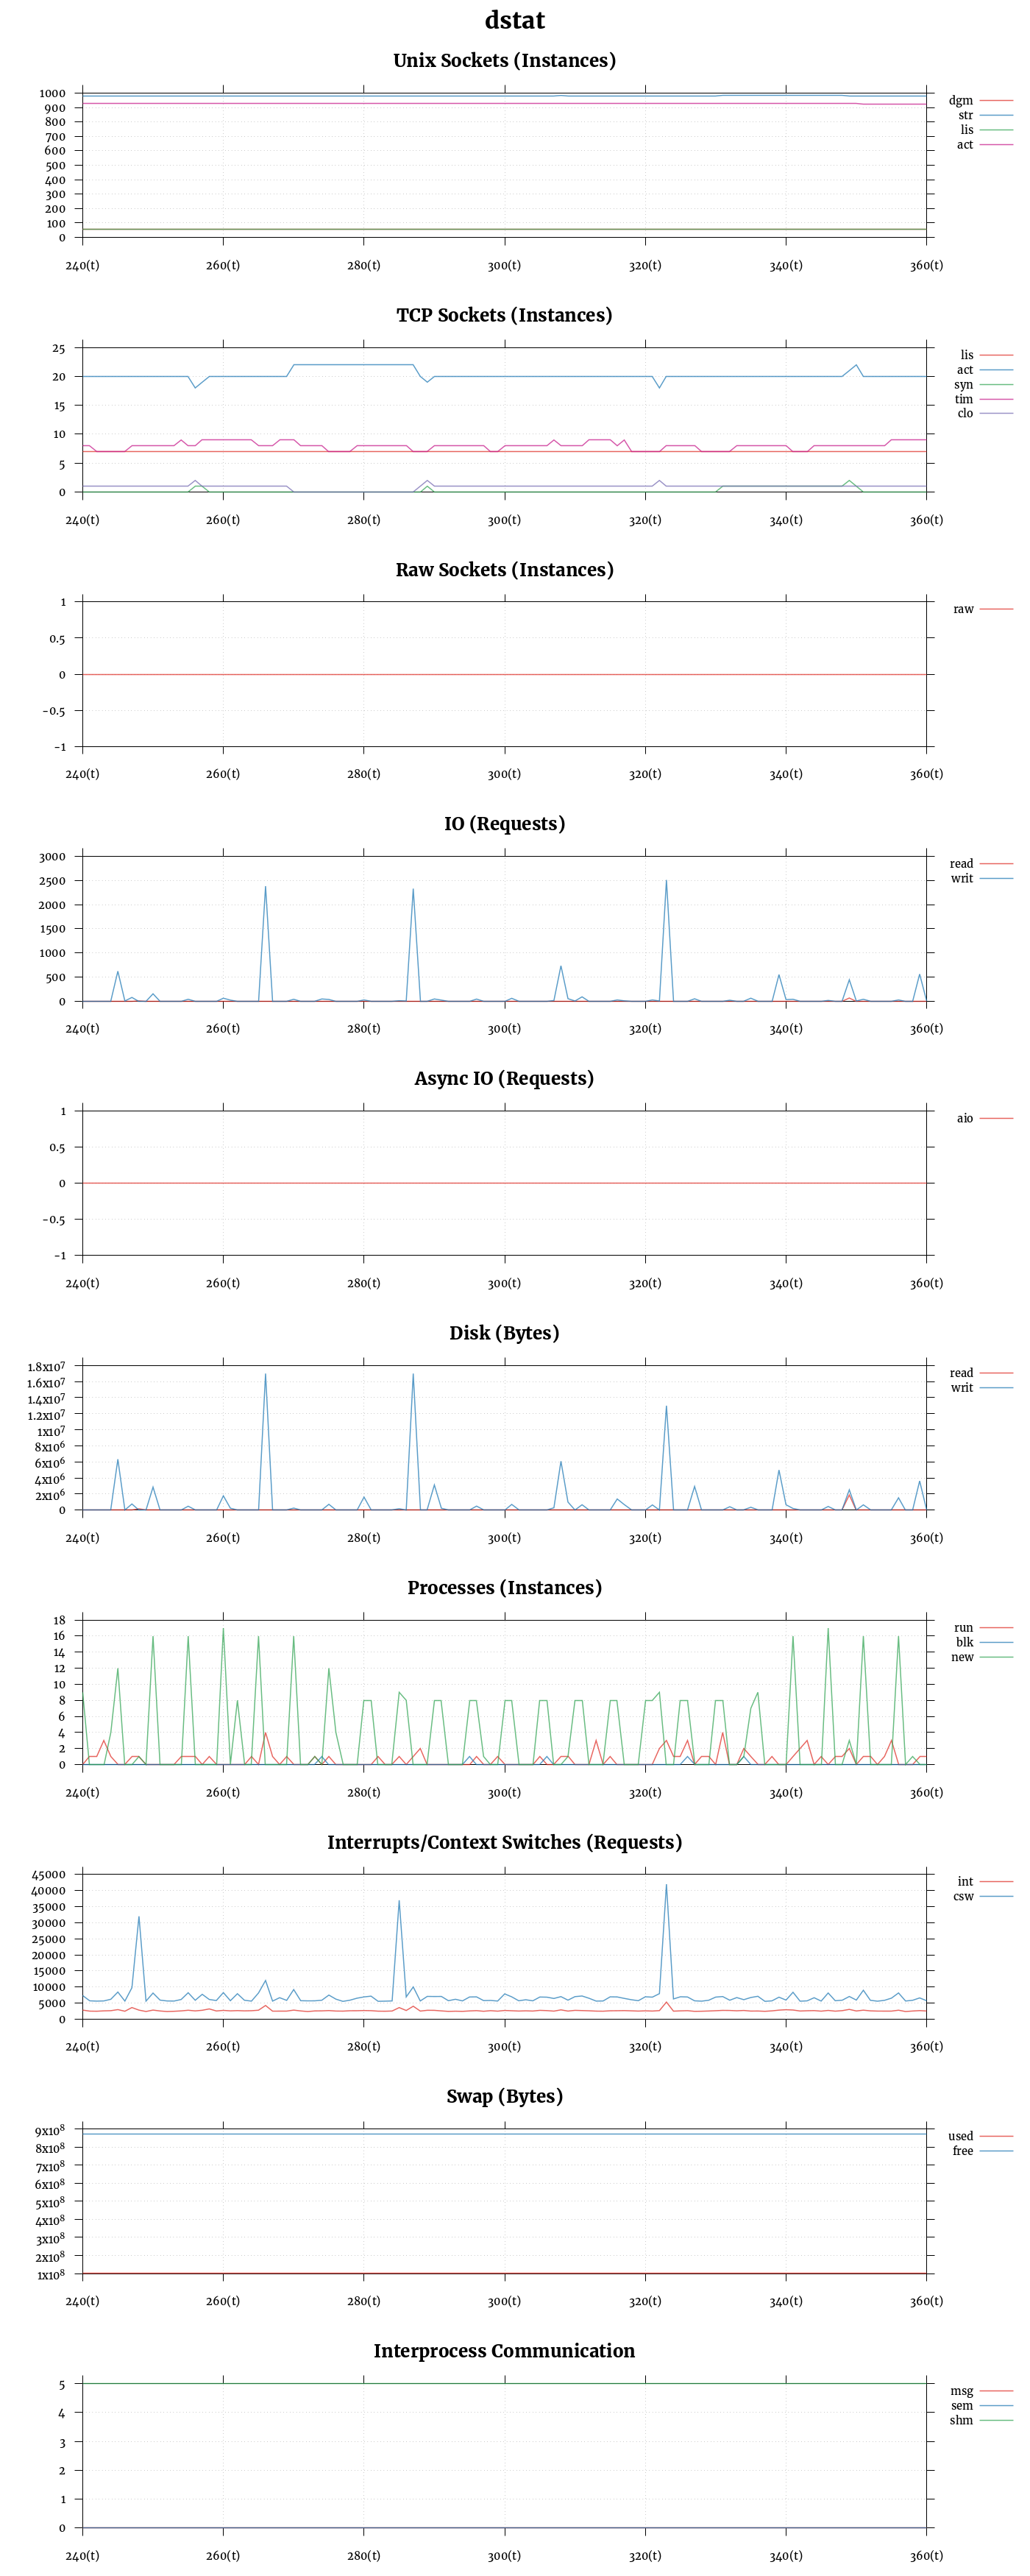 dstat
Unix Sockets (Instances)
1000
900
800
700
600
500
400
300
200
100
0
240(t) 260(t) 280(t) 300(t) 320(t) 340(t) 360(t)
dgm
str
lis
act
TCP Sockets (Instances)
25
20
15
10
5
0
240(t) 260(t) 280(t) 300(t) 320(t) 340(t) 360(t)
lis
act
syn
tim
clo
Raw Sockets (Instances)
1
0.5
0
-0.5
-1
240(t) 260(t) 280(t) 300(t) 320(t) 340(t) 360(t)
raw
IO (Requests)
3000
2500
2000
1500
1000
500
0
240(t) 260(t) 280(t) 300(t) 320(t) 340(t) 360(t)
read
writ
Async IO (Requests)
1
0.5
0
-0.5
-1
240(t) 260(t) 280(t) 300(t) 320(t) 340(t) 360(t)
aio
Disk (Bytes)
1.8x10⁷
1.6x10⁷
1.4x10⁷
1.2x10⁷
1x10⁷
8x10⁶
6x10⁶
4x10⁶
2x10⁶
0
240(t) 260(t) 280(t) 300(t) 320(t) 340(t) 360(t)
read
writ
Processes (Instances)
18
16
14
12
10
8
6
4
2
0
240(t) 260(t) 280(t) 300(t) 320(t) 340(t) 360(t)
run
blk
new
Interrupts/Context Switches (Requests)
45000
40000
35000
30000
25000
20000
15000
10000
5000
0
240(t) 260(t) 280(t) 300(t) 320(t) 340(t) 360(t)
int
csw
Swap (Bytes)
9x10⁸
8x10⁸
7x10⁸
6x10⁸
5x10⁸
4x10⁸
3x10⁸
2x10⁸
1x10⁸
240(t) 260(t) 280(t) 300(t) 320(t) 340(t) 360(t)
used
free
Interprocess Communication
5
4
3
2
1
0
240(t) 260(t) 280(t) 300(t) 320(t) 340(t) 360(t)
msg
sem
shm